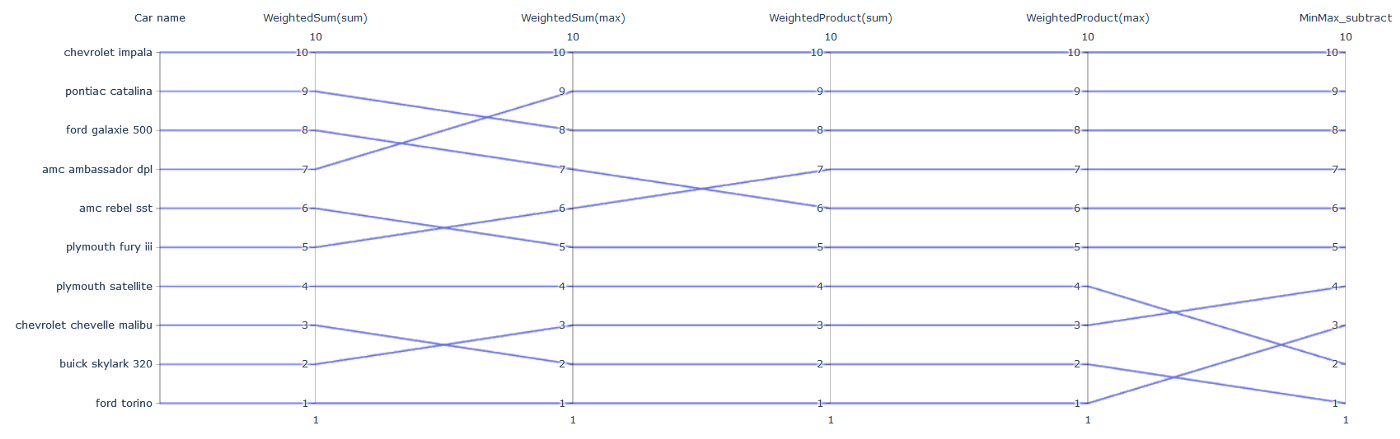 Car name WeightedSum(sum) WeightedSum(max) WeightedProduct(sum) WeightedProduct(max) MinMax_subtract
10 10 10 10 10
chevrolet impala 10 10 10 10 10
pontiac catalina 9 9 9 9 9
ford galaxie 500 8 8 8 8 8
amc ambassador dpl 7 7 7 7 7
amc rebel sst 6 6 6 6 6
plymouth fury iii 5 5 5 5 5
plymouth satellite 4 4 4 4 4
chevrolet chevelle malibu 3 3 3 3 3
buick skylark 320 2 2 2 2 2
ford torino 1 1 1 1 1
1 1 1 1 1